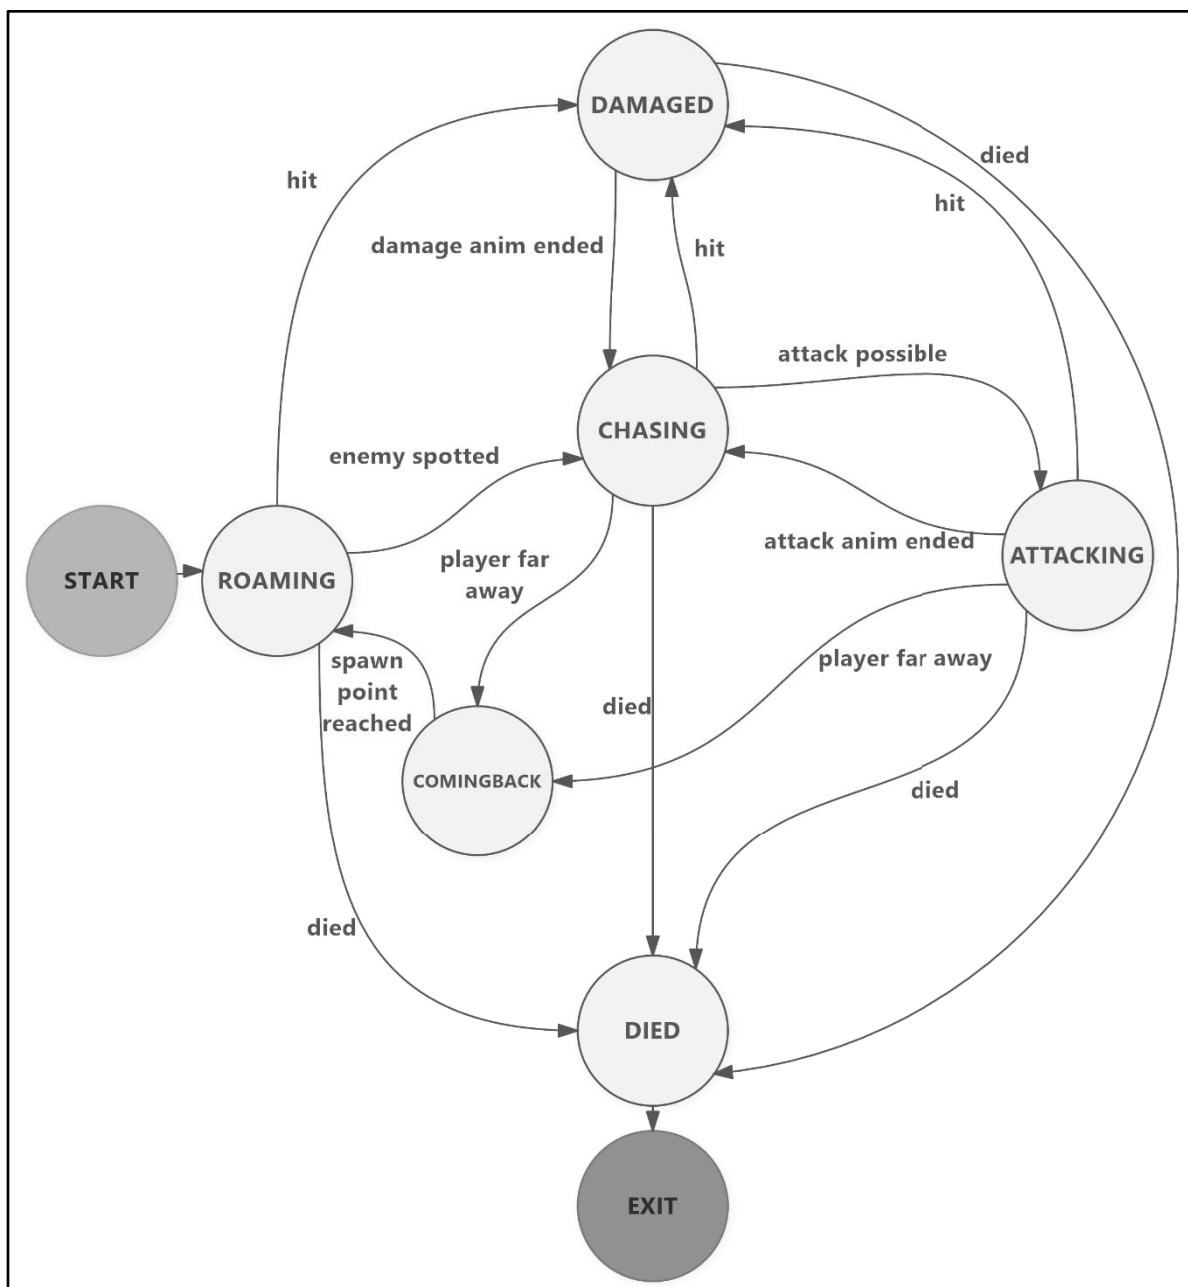 DAMAGED
died
hit
hit
damage anim ended
hit
attack possible
CHASING
enemy spotted
attack anim ended
ATTACKING
START
ROAMING
player far
away
spawn
point
reached
player far away
died
COMINGBACK
died
died
DIED
EXIT